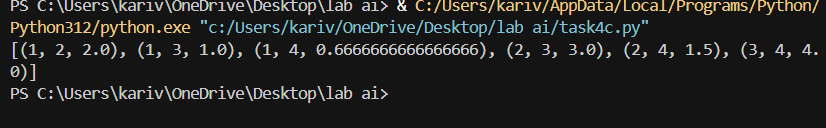 PS C:\Users\kariv\OneDrive\Desktop\lab ai> & C:/Users/kariv/AppData/Local/Programs/Python/
Python312/python.exe "c:/Users/kariv/OneDrive/Desktop/lab ai/task4c.py"
[(1, 2, 2.0), (1, 3, 1.0), (1, 4, 0.6666666666666666), (2, 3, 3.0), (2, 4, 1.5), (3, 4, 4.
0)]
PS C:\Users\kariv\OneDrive\Desktop\lab ai>